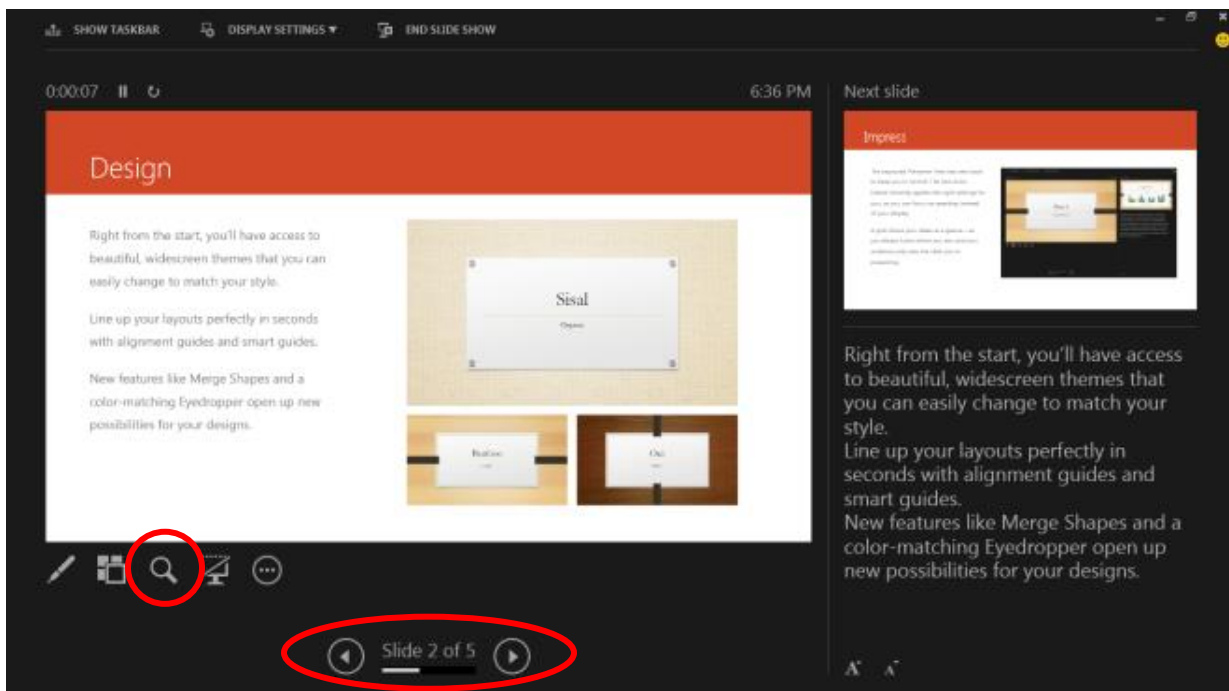 SHOW TASKBAR DISPLAY SETTINGS ▼ END SLIDE SHOW
0:00:07 6:36 PM
Design
Right from the start, you'll have access to
beautiful, widescreen themes that you can
easily change to match your style.
Line up your layouts perfectly in seconds
with alignment guides and smart guides.
New features like Merge Shapes and a
color-matching Eyedropper open up new
possibilities for your designs.
Sisal
Organic
Slide 2 of 5
Next slide
Impress
Right from the start, you'll have access
to beautiful, widescreen themes that
you can easily change to match your
style.
Line up your layouts perfectly in
seconds with alignment guides and
smart guides.
New features like Merge Shapes and a
color-matching Eyedropper open up
new possibilities for your designs.
A A